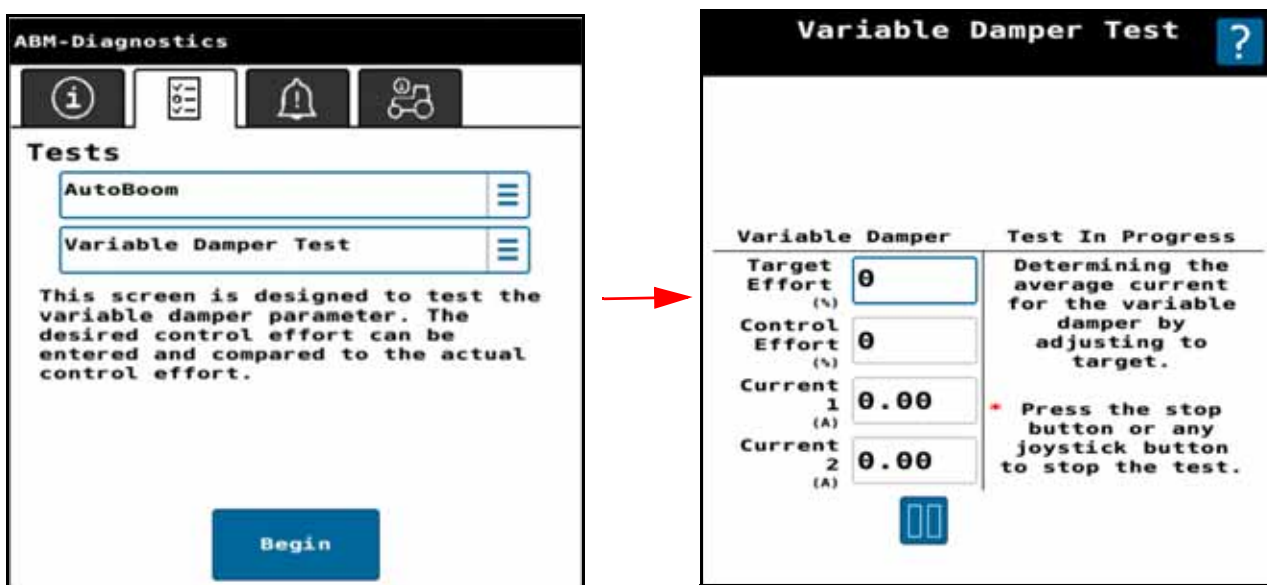 ABM-Diagnostics
Tests
AutoBoom
Variable Damper Test
This screen is designed to test the
variable damper parameter. The
desired control effort can be
entered and compared to the actual
control effort.
Begin
Variable Damper Test
?
Variable Damper
Target
Effort
(%)
0
Control
Effort
(%)
0
Current
1
(A)
0.00
Current
2
(A)
0.00
Test In Progress
Determining the
average current
for the variable
damper by
adjusting to
target.
* Press the stop
button or any
joystick button
to stop the test.